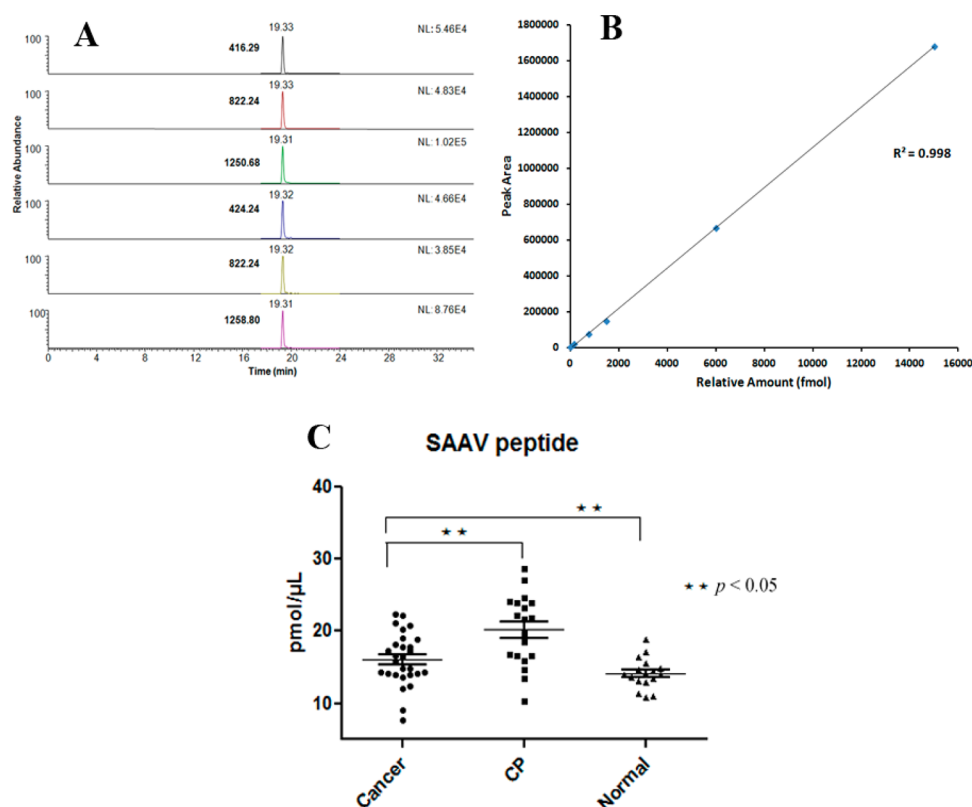 A
19.33
NL: 5.46E4
100
416.29
19.33
NL: 4.83E4
100
822.24
19.31
NL: 1.02E5
100
1250.68
19.32
NL: 4.66E4
100
424.24
19.32
NL: 3.85E4
100
822.24
19.31
NL: 8.76E4
100
1258.80
Relative Abundance
0
0 4 8 12 16 20 24 28 32
Time (min)
B
1800000
1600000
1400000
1200000
1000000
800000
600000
400000
200000
0
Peak Area
R² = 0.998
0 2000 4000 6000 8000 10000 12000 14000 16000
Relative Amount (fmol)
C
SAAV peptide
40
30
20
10
pmol/µL
★ ★
★ ★
★ ★ p < 0.05
Cancer
CP
Normal